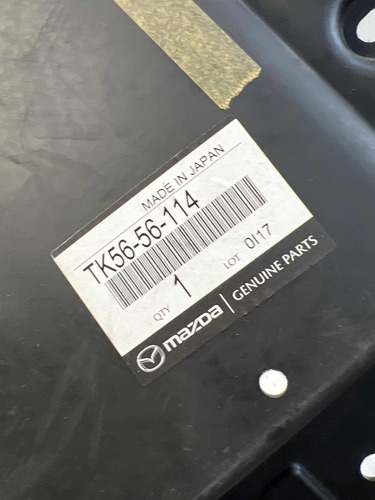 MADE IN JAPAN
TK56-56-114
QTY 1 LOT 0I17
mazda GENUINE PARTS